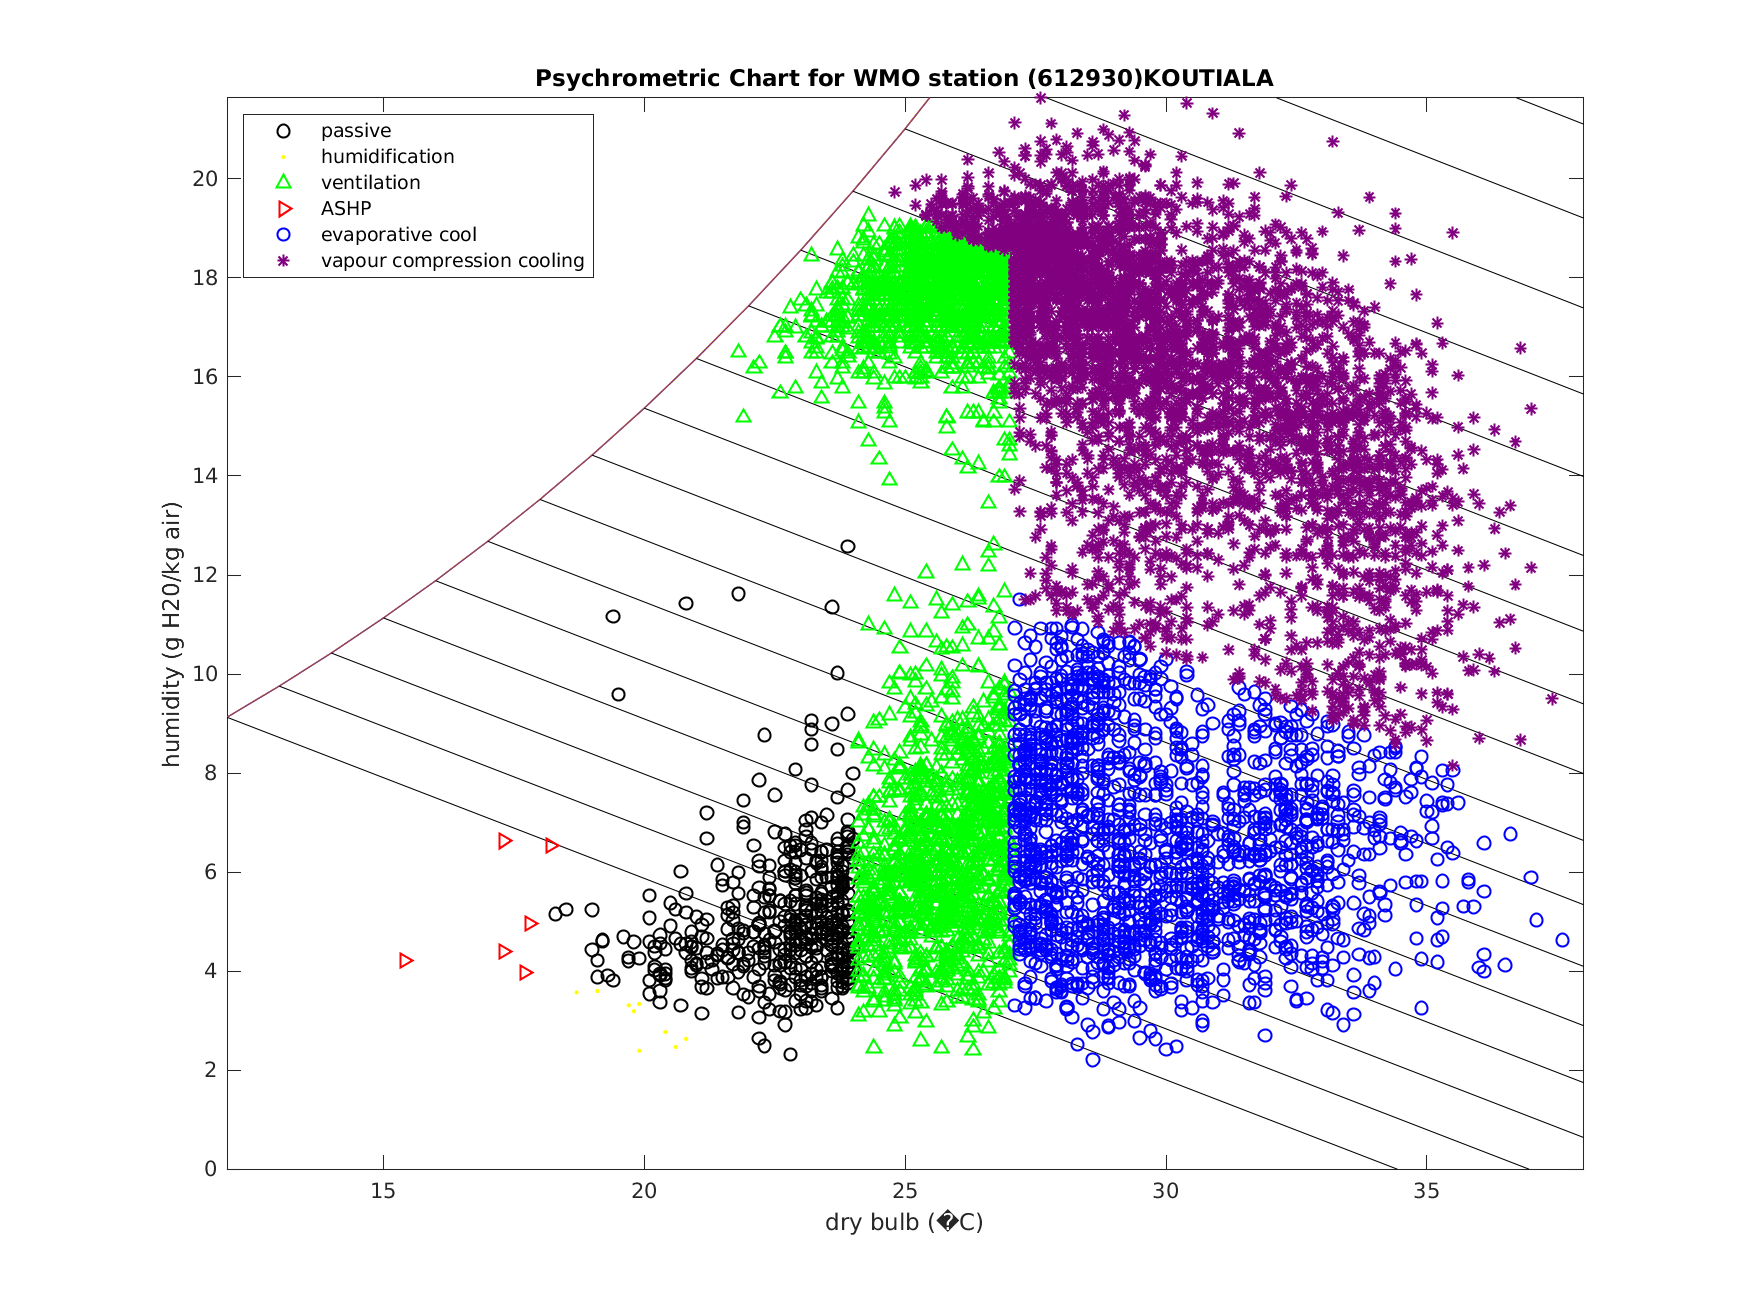 Psychrometric Chart for WMO station (612930)KOUTIALA
passive
humidification
ventilation
ASHP
evaporative cool
vapour compression cooling
humidity (g H20/kg air)
20
18
16
14
12
10
8
6
4
2
0
15 20 25 30 35
dry bulb (�C)